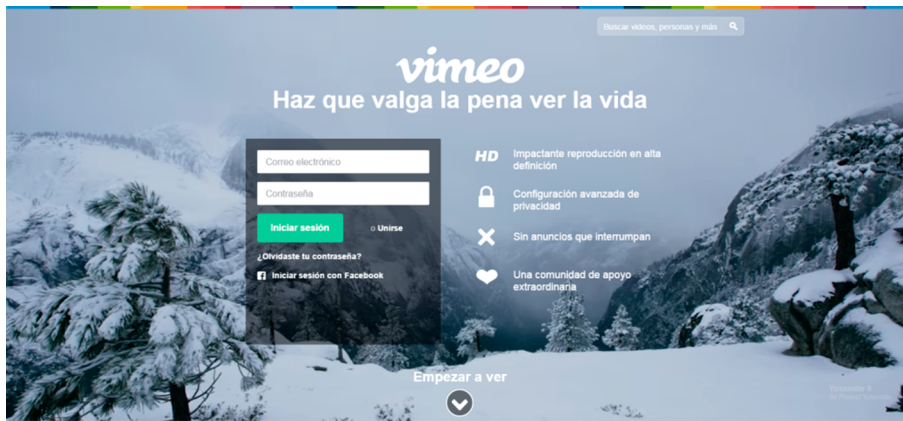 Buscar videos, personas y más
vimeo
Haz que valga la pena ver la vida
Correo electrónico
Contraseña
Iniciar sesión
o Unirse
¿Olvidaste tu contraseña?
Iniciar sesión con Facebook
HD
Impactante reproducción en alta
definición
Configuración avanzada de
privacidad
Sin anuncios que interrumpan
Una comunidad de apoyo
extraordinaria
Empezar a ver